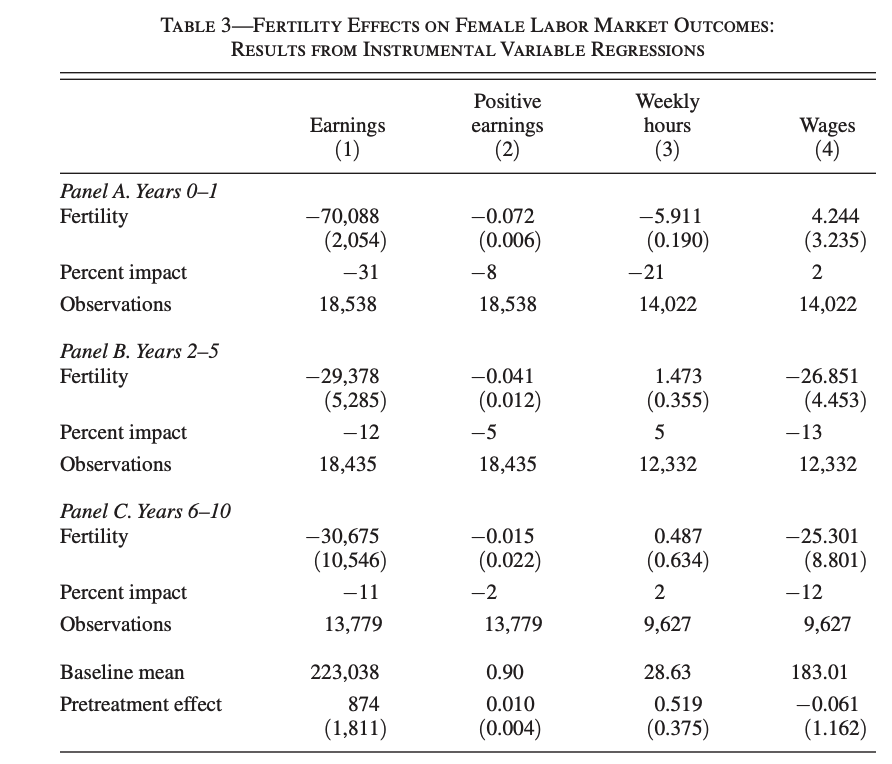 TABLE 3—FERTILITY EFFECTS ON FEMALE LABOR MARKET OUTCOMES:
RESULTS FROM INSTRUMENTAL VARIABLE REGRESSIONS
Earnings (1) Positive earnings (2) Weekly hours (3) Wages (4)
Panel A. Years 0–1
Fertility −70,088 −0.072 −5.911 4.244
(2,054) (0.006) (0.190) (3.235)
Percent impact −31 −8 −21 2
Observations 18,538 18,538 14,022 14,022
Panel B. Years 2–5
Fertility −29,378 −0.041 1.473 −26.851
(5,285) (0.012) (0.355) (4.453)
Percent impact −12 −5 5 −13
Observations 18,435 18,435 12,332 12,332
Panel C. Years 6–10
Fertility −30,675 −0.015 0.487 −25.301
(10,546) (0.022) (0.634) (8.801)
Percent impact −11 −2 2 −12
Observations 13,779 13,779 9,627 9,627
Baseline mean 223,038 0.90 28.63 183.01
Pretreatment effect 874 0.010 0.519 −0.061
(1,811) (0.004) (0.375) (1.162)